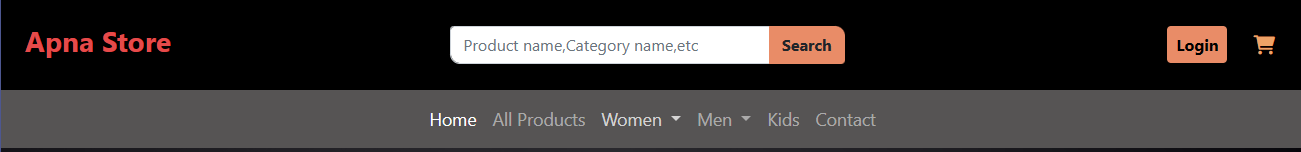 Apna Store
Product name,Category name,etc
Search
Login
Home
All Products
Women
Men
Kids
Contact